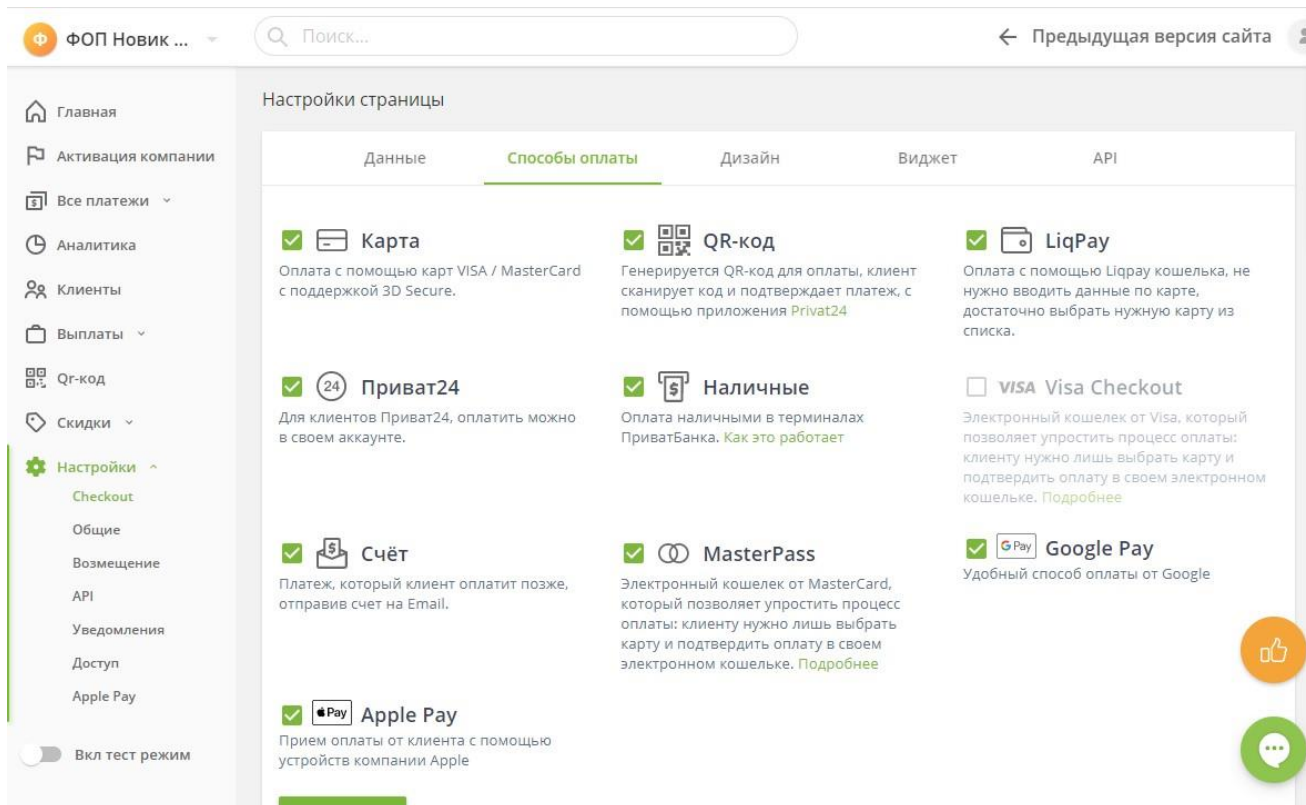 Ф ФОП Новик ...
Поиск...
← Предыдущая версия сайта
Главная
Активация компании
Все платежи
Аналитика
Клиенты
Выплаты
Qr-код
Скидки
Настройки
Checkout
Общие
Возмещение
API
Уведомления
Доступ
Apple Pay
Вкл тест режим
Настройки страницы
Данные Способы оплаты Дизайн Виджет API
Карта
Оплата с помощью карт VISA / MasterCard
с поддержкой 3D Secure.
QR-код
Генерируется QR-код для оплаты, клиент
сканирует код и подтверждает платеж, с
помощью приложения Privat24
LiqPay
Оплата с помощью Liqpay кошелька, не
нужно вводить данные по карте,
достаточно выбрать нужную карту из
списка.
24 Приват24
Для клиентов Приват24, оплатить можно
в своем аккаунте.
Наличные
Оплата наличными в терминалах
ПриватБанка. Как это работает
VISA Visa Checkout
Электронный кошелек от Visa, который
позволяет упростить процесс оплаты:
клиенту нужно лишь выбрать карту и
подтвердить оплату в своем электронном
кошельке. Подробнее
Счёт
Платеж, который клиент оплатит позже,
отправив счет на Email.
MasterPass
Электронный кошелек от MasterCard,
который позволяет упростить процесс
оплаты: клиенту нужно лишь выбрать
карту и подтвердить оплату в своем
электронном кошельке. Подробнее
G Pay Google Pay
Удобный способ оплаты от Google
Pay Apple Pay
Прием оплаты от клиента с помощью
устройств компании Apple